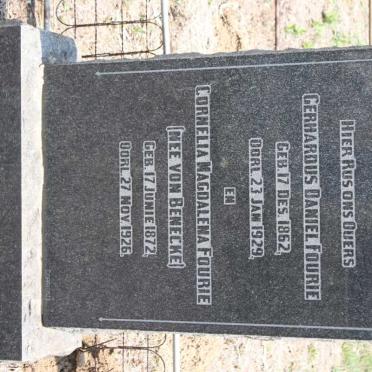 HIER RUS ONS OUERS
GERHARDUS DANIEL FOURIE
GEB. 17 DES. 1852,
OORL. 23 JAN. 1929,
EN
CORNELIA MAGDALENA FOURIE
(NEE VON BENECKE)
GEB. 17 JUNIE 1872,
OORL. 27 NOV. 1926,